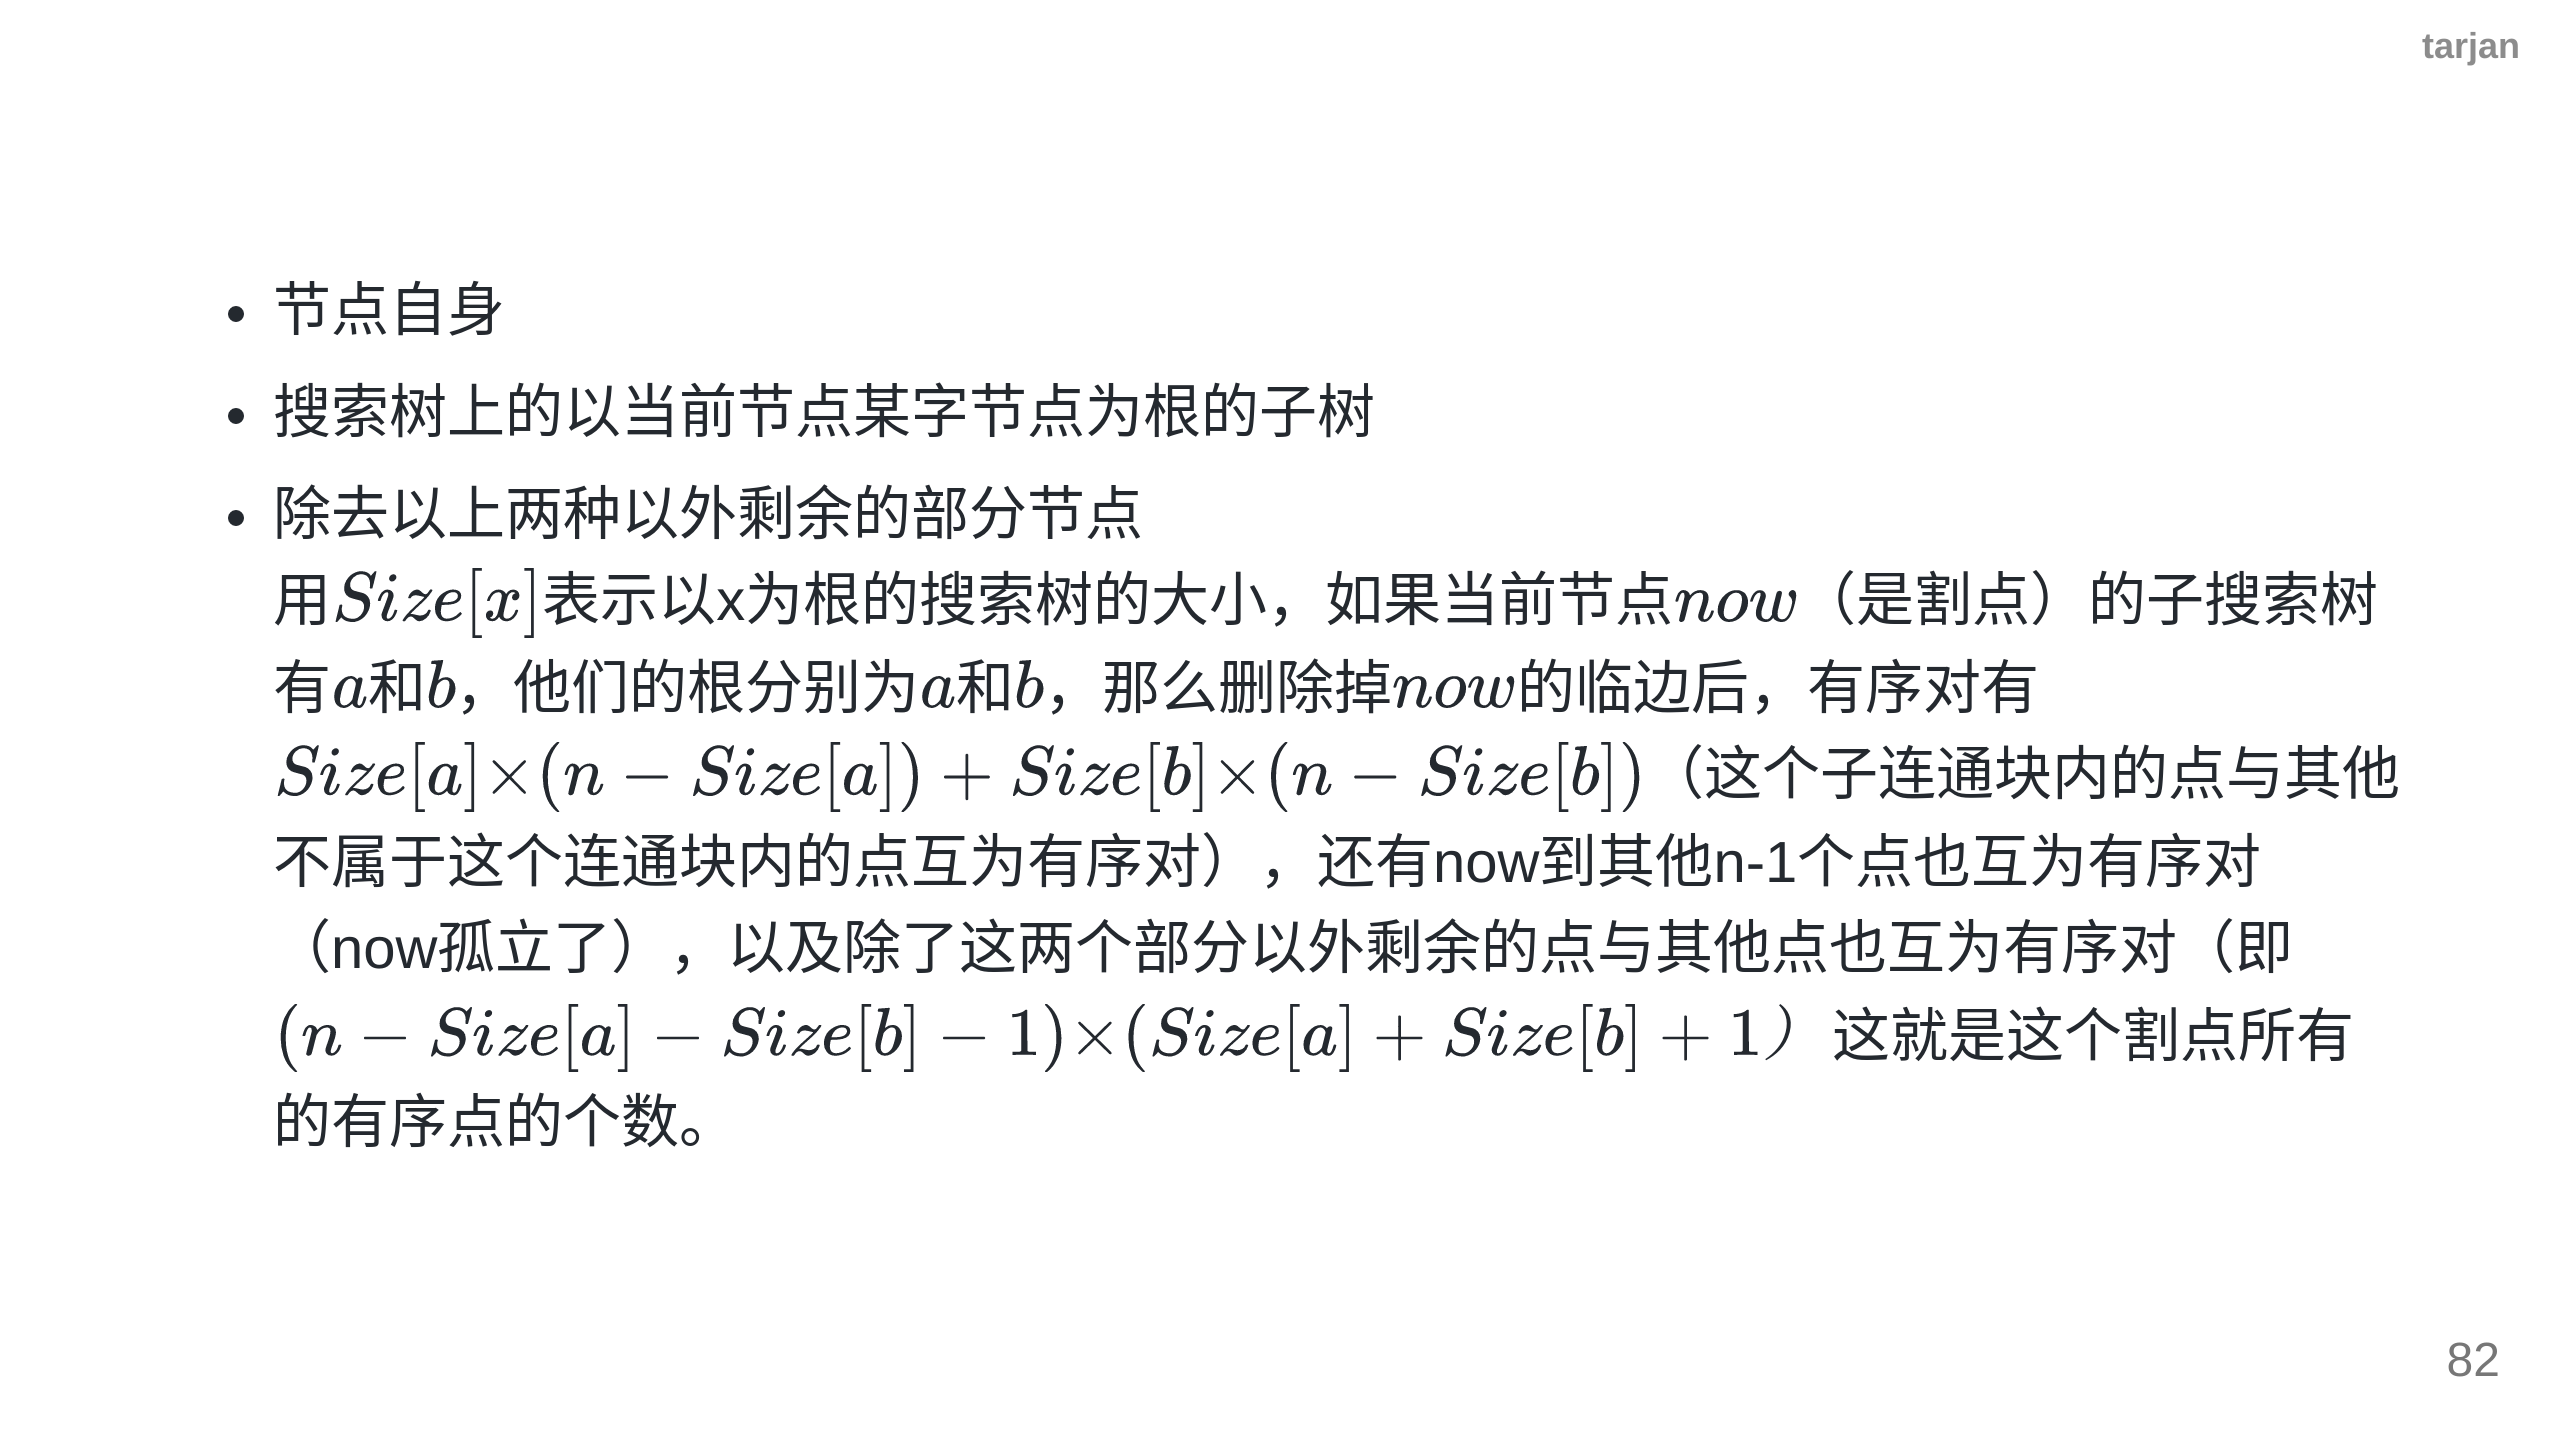 tarjan
• 节点自身
• 搜索树上的以当前节点某字节点为根的子树
• 除去以上两种以外剩余的部分节点
用Size[x]表示以x为根的搜索树的大小，如果当前节点now（是割点）的子搜索树
有a和b，他们的根分别为a和b，那么删除掉now的临边后，有序对有
Size[a]×(n − Size[a]) + Size[b]×(n − Size[b])（这个子连通块内的点与其他
不属于这个连通块内的点互为有序对），还有now到其他n-1个点也互为有序对
（now孤立了），以及除了这两个部分以外剩余的点与其他点也互为有序对（即
(n − Size[a] − Size[b] − 1)×(Size[a] + Size[b] + 1）这就是这个割点所有
的有序点的个数。
82